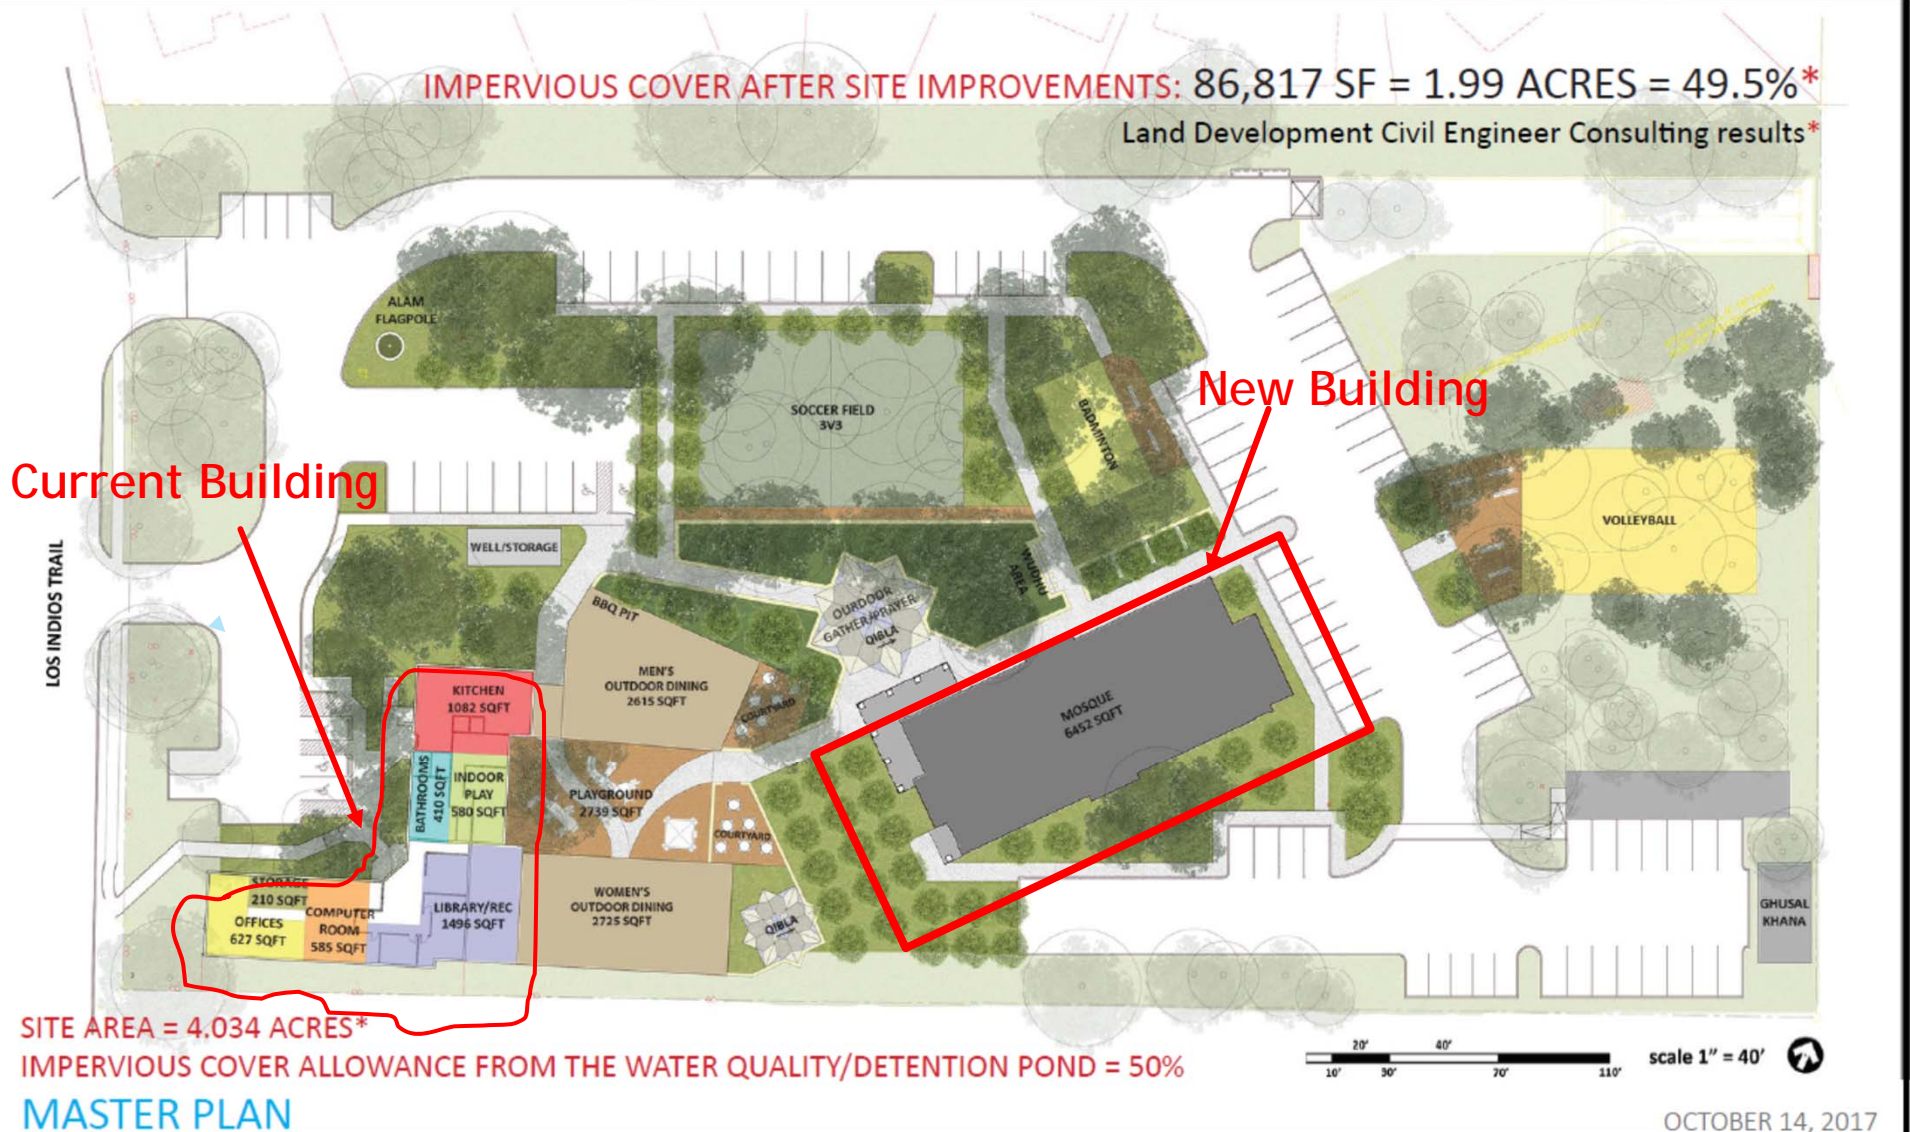 IMPERVIOUS COVER AFTER SITE IMPROVEMENTS: 86,817 SF = 1.99 ACRES = 49.5%*
Land Development Civil Engineer Consulting results*
ALAM
FLAGPOLE
SOCCER FIELD
3V3
BADMINTON
New Building
Current Building
VOLLEYBALL
WELL/STORAGE
LOS INDIOS TRAIL
WUDHU
AREA
BBQ PIT
OURDOOR
GATHER/PRAYER
QIBLA
MEN'S
OUTDOOR DINING
2615 SQFT
COURTYARD
KITCHEN
1082 SQFT
MOSQUE
6452 SQFT
BATHROOMS
410 SQFT
INDOOR
PLAY
580 SQFT
PLAYGROUND
2739 SQFT
COURTYARD
STORAGE
210 SQFT
OFFICES
627 SQFT
COMPUTER
ROOM
585 SQFT
LIBRARY/REC
1496 SQFT
WOMEN'S
OUTDOOR DINING
2725 SQFT
QIBLA
GHUSAL
KHANA
SITE AREA = 4.034 ACRES*
IMPERVIOUS COVER ALLOWANCE FROM THE WATER QUALITY/DETENTION POND = 50%
20' 40'
10' 30' 70' 110'
scale 1" = 40'
MASTER PLAN
OCTOBER 14, 2017